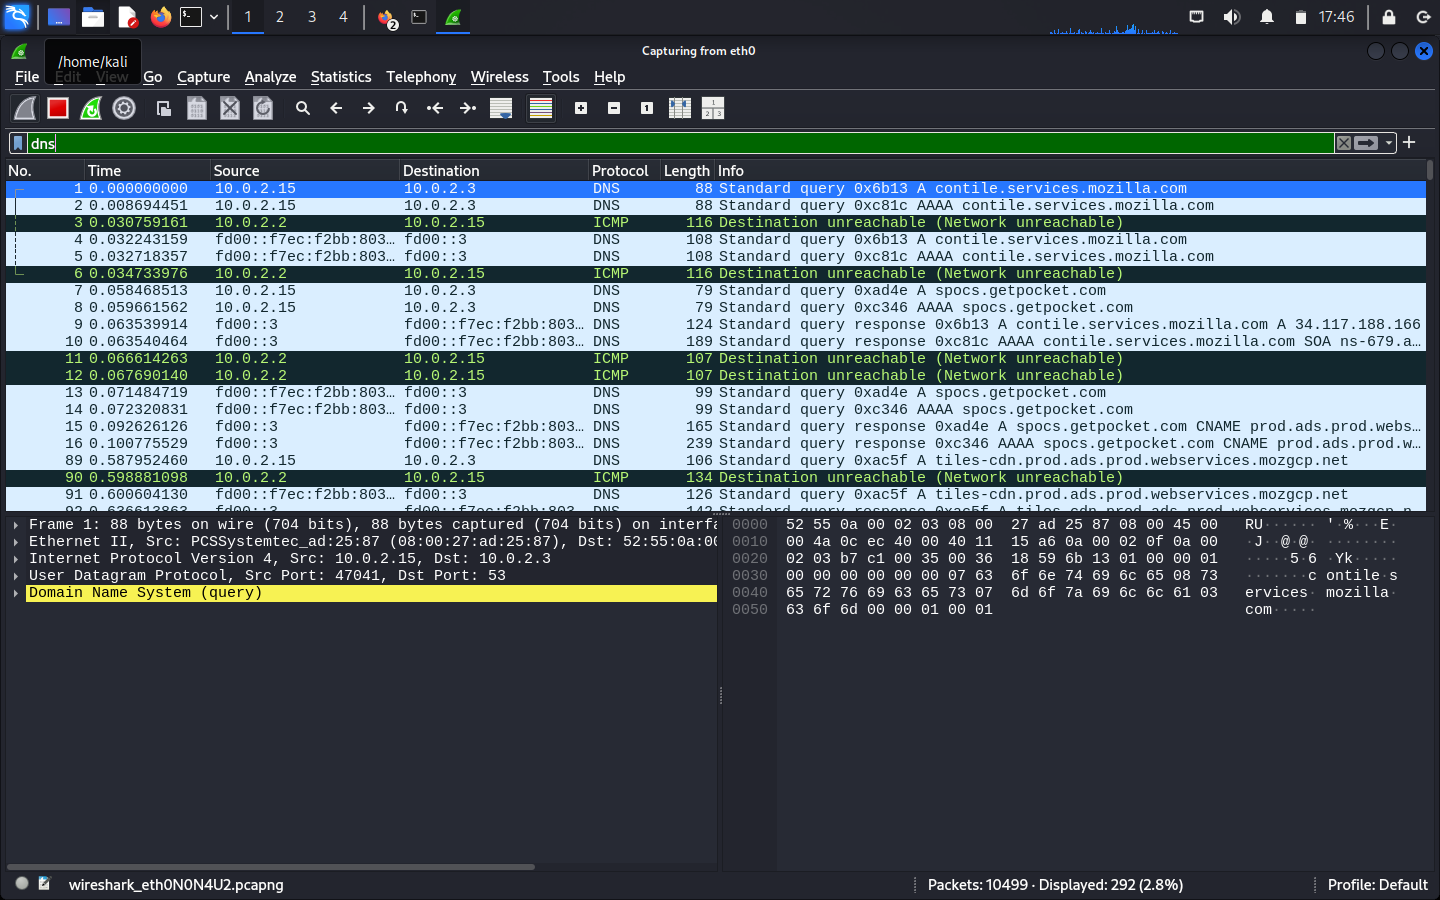 1 2 3 4 2 17:46
Capturing from eth0
/home/kali
File Edit View Go Capture Analyze Statistics Telephony Wireless Tools Help
dns
No. Time Source Destination Protocol Length Info
1 0.000000000 10.0.2.15 10.0.2.3 DNS 88 Standard query 0x6b13 A contile.services.mozilla.com
2 0.008694451 10.0.2.15 10.0.2.3 DNS 88 Standard query 0xc81c AAAA contile.services.mozilla.com
3 0.030759161 10.0.2.2 10.0.2.15 ICMP 116 Destination unreachable (Network unreachable)
4 0.032243159 fd00::f7ec:f2bb:803… fd00::3 DNS 108 Standard query 0x6b13 A contile.services.mozilla.com
5 0.032718357 fd00::f7ec:f2bb:803… fd00::3 DNS 108 Standard query 0xc81c AAAA contile.services.mozilla.com
6 0.034733976 10.0.2.2 10.0.2.15 ICMP 116 Destination unreachable (Network unreachable)
7 0.058468513 10.0.2.15 10.0.2.3 DNS 79 Standard query 0xad4e A spocs.getpocket.com
8 0.059661562 10.0.2.15 10.0.2.3 DNS 79 Standard query 0xc346 AAAA spocs.getpocket.com
9 0.063539914 fd00::3 fd00::f7ec:f2bb:803… DNS 124 Standard query response 0x6b13 A contile.services.mozilla.com A 34.117.188.166
10 0.063540464 fd00::3 fd00::f7ec:f2bb:803… DNS 189 Standard query response 0xc81c AAAA contile.services.mozilla.com SOA ns-679.a…
11 0.066614263 10.0.2.2 10.0.2.15 ICMP 107 Destination unreachable (Network unreachable)
12 0.067690140 10.0.2.2 10.0.2.15 ICMP 107 Destination unreachable (Network unreachable)
13 0.071484719 fd00::f7ec:f2bb:803… fd00::3 DNS 99 Standard query 0xad4e A spocs.getpocket.com
14 0.072320831 fd00::f7ec:f2bb:803… fd00::3 DNS 99 Standard query 0xc346 AAAA spocs.getpocket.com
15 0.092626126 fd00::3 fd00::f7ec:f2bb:803… DNS 165 Standard query response 0xad4e A spocs.getpocket.com CNAME prod.ads.prod.webs…
16 0.100775529 fd00::3 fd00::f7ec:f2bb:803… DNS 239 Standard query response 0xc346 AAAA spocs.getpocket.com CNAME prod.ads.prod.w…
89 0.587952460 10.0.2.15 10.0.2.3 DNS 106 Standard query 0xac5f A tiles-cdn.prod.ads.prod.webservices.mozgcp.net
90 0.598881098 10.0.2.2 10.0.2.15 ICMP 134 Destination unreachable (Network unreachable)
91 0.600604130 fd00::f7ec:f2bb:803… fd00::3 DNS 126 Standard query 0xac5f A tiles-cdn.prod.ads.prod.webservices.mozgcp.net
Frame 1: 88 bytes on wire (704 bits), 88 bytes captured (704 bits) on interfa
Ethernet II, Src: PCSSystemtec_ad:25:87 (08:00:27:ad:25:87), Dst: 52:55:0a:00
Internet Protocol Version 4, Src: 10.0.2.15, Dst: 10.0.2.3
User Datagram Protocol, Src Port: 47041, Dst Port: 53
Domain Name System (query)
0000 52 55 0a 00 02 03 08 00 27 ad 25 87 08 00 45 00 RU······ '·%···E·
0010 00 4a 0c ec 40 00 40 11 15 a6 0a 00 02 0f 0a 00 ·J··@·@· ········
0020 02 03 b7 c1 00 35 00 36 18 59 6b 13 01 00 00 01 ·····5·6 ·Yk·····
0030 00 00 00 00 00 00 07 63 6f 6e 74 69 6c 65 08 73 ·······c ontile·s
0040 65 72 76 69 63 65 73 07 6d 6f 7a 69 6c 6c 61 03 ervices· mozilla·
0050 63 6f 6d 00 00 01 00 01 com·····
wireshark_eth0N0N4U2.pcapng Packets: 10499 · Displayed: 292 (2.8%) Profile: Default